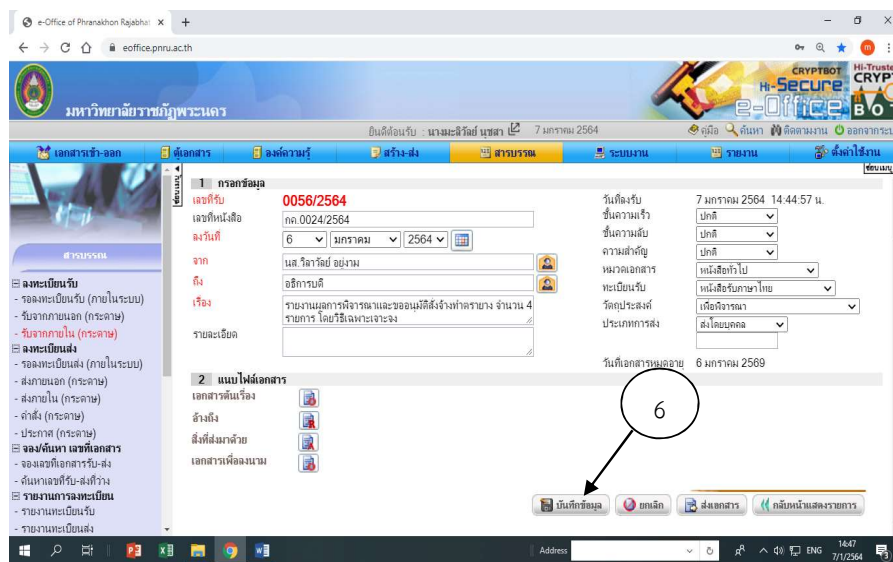 e-Office of Phranakhon Rajabhat
eoffice.pnru.ac.th
มหาวิทยาลัยราชภัฏพระนคร
CRYPTBOT
Hi-Secure
e-Office
Hi-Truste
CRYP
BO
ยินดีต้อนรับ : นางมะลิวัลย์ นุชสา 7 มกราคม 2564 คู่มือ ค้นหา ติดตามงาน ออกจากระบ
เอกสารเข้า-ออก ตู้เอกสาร องค์ความรู้ สร้าง-ส่ง สารบรรณ ระบบงาน รายงาน ตั้งค่าใช้งาน
ซ่อนเมนู
ซ่อนเมนู
สารบรรณ
ลงทะเบียนรับ
- รอลงทะเบียนรับ (ภายในระบบ)
- รับจากภายนอก (กระดาษ)
- รับจากภายใน (กระดาษ)
ลงทะเบียนส่ง
- รอลงทะเบียนส่ง (ภายในระบบ)
- ส่งภายนอก (กระดาษ)
- ส่งภายใน (กระดาษ)
- คำสั่ง (กระดาษ)
- ประกาศ (กระดาษ)
จอง/ค้นหา เลขที่เอกสาร
- จองเลขที่เอกสารรับ-ส่ง
- ค้นหาเลขที่รับ-ส่งที่ว่าง
รายงานการลงทะเบียน
- รายงานทะเบียนรับ
- รายงานทะเบียนส่ง
1 กรอกข้อมูล
เลขที่รับ 0056/2564
เลขที่หนังสือ กค.0024/2564
ลงวันที่ 6 มกราคม 2564
จาก นส.วิลาวัลย์ อยู่งาม
ถึง อธิการบดี
เรื่อง รายงานผลการพิจารณาและขออนุมัติสั่งจ้างทำตรายาง จำนวน 4
รายการ โดยวิธีเฉพาะเจาะจง
รายละเอียด
วันที่ลงรับ 7 มกราคม 2564 14:44:57 น.
ชั้นความเร็ว ปกติ
ชั้นความลับ ปกติ
ความสำคัญ ปกติ
หมวดเอกสาร หนังสือทั่วไป
ทะเบียนรับ หนังสือรับภาษาไทย
วัตถุประสงค์ เพื่อพิจารณา
ประเภทการส่ง ส่งโดยบุคคล
วันที่เอกสารหมดอายุ 6 มกราคม 2569
2 แนบไฟล์เอกสาร
เอกสารต้นเรื่อง
อ้างถึง
สิ่งที่ส่งมาด้วย
เอกสารเพื่อลงนาม
6
บันทึกข้อมูล ยกเลิก ส่งเอกสาร กลับหน้าแสดงรายการ
Address ENG 14:47
7/1/2564